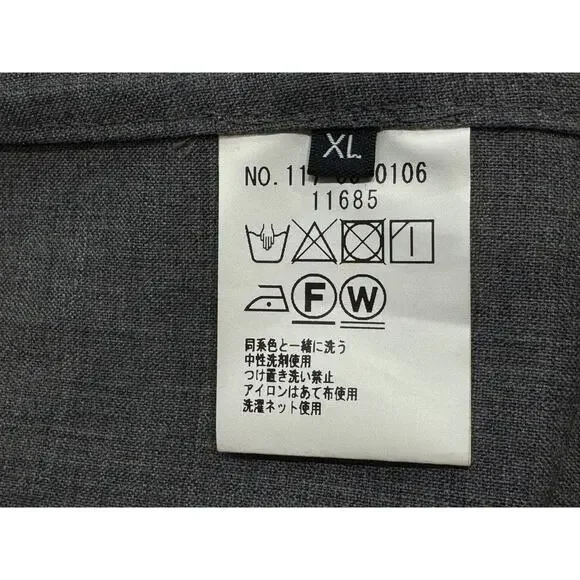 XL
NO. 117 0106
11685
F W
同系色と一緒に洗う
中性洗剤使用
つけ置き洗い禁止
アイロンはあて布使用
洗濯ネット使用